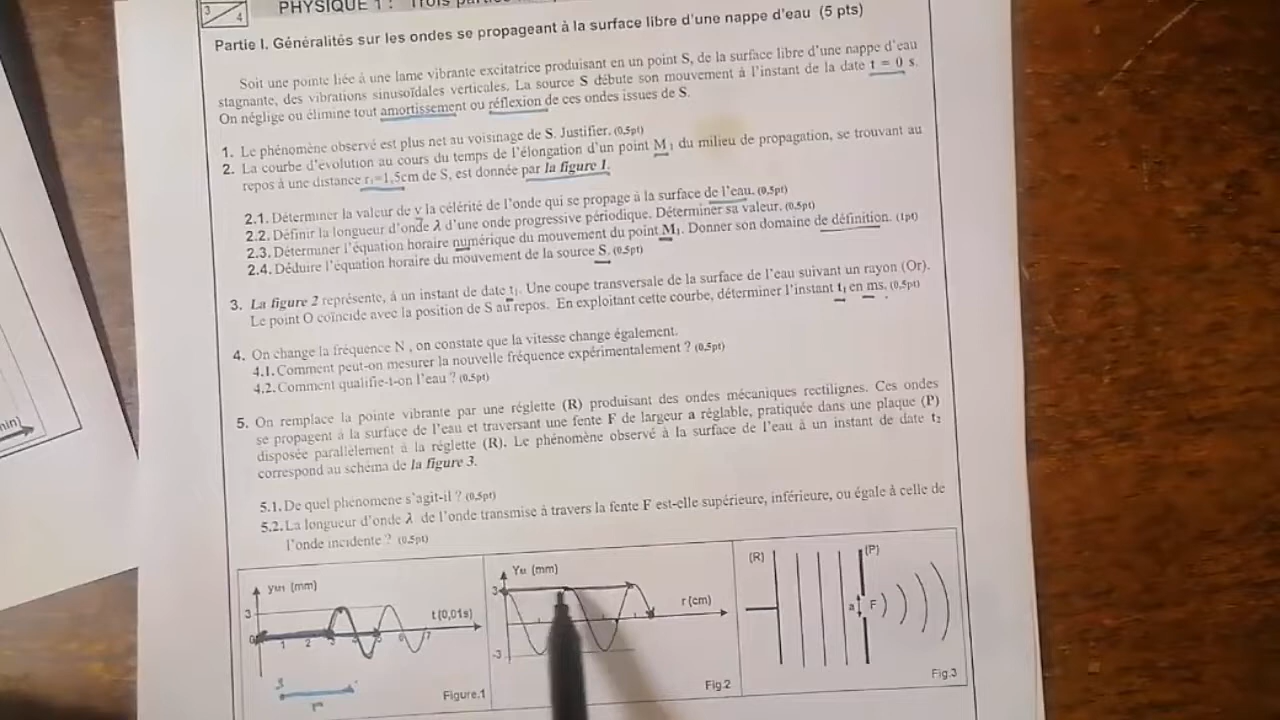 3
4
PHYSIQUE 1 :
Partie I. Généralités sur les ondes se propageant à la surface libre d'une nappe d'eau (5 pts)
Soit une pointe liée à une lame vibrante excitatrice produisant en un point S, de la surface libre d'une nappe d'eau
stagnante, des vibrations sinusoïdales verticales. La source S débute son mouvement à l'instant de la date t = 0 s.
On néglige ou élimine tout amortissement ou réflexion de ces ondes issues de S.
1. Le phénomène observé est plus net au voisinage de S. Justifier. (0,5pt)
2. La courbe d'évolution au cours du temps de l'élongation d'un point M₁ du milieu de propagation, se trouvant au
repos à une distance r₁=1,5cm de S, est donnée par la figure 1.
2.1. Déterminer la valeur de v la célérité de l'onde qui se propage à la surface de l'eau. (0,5pt)
2.2. Définir la longueur d'onde λ d'une onde progressive périodique. Déterminer sa valeur. (0,5pt)
2.3. Déterminer l'équation horaire numérique du mouvement du point M₁. Donner son domaine de définition. (1pt)
2.4. Déduire l'équation horaire du mouvement de la source S. (0,5pt)
3. La figure 2 représente, à un instant de date t₁. Une coupe transversale de la surface de l'eau suivant un rayon (Or).
Le point O coïncide avec la position de S au repos. En exploitant cette courbe, déterminer l'instant t₁ en ms. (0,5pt)
4. On change la fréquence N , on constate que la vitesse change également.
4.1. Comment peut-on mesurer la nouvelle fréquence expérimentalement ? (0,5pt)
4.2. Comment qualifie-t-on l'eau ? (0,5pt)
5. On remplace la pointe vibrante par une réglette (R) produisant des ondes mécaniques rectilignes. Ces ondes
se propagent à la surface de l'eau et traversant une fente F de largeur a réglable, pratiquée dans une plaque (P)
disposée parallèlement à la réglette (R). Le phénomène observé à la surface de l'eau à un instant de date t₂
correspond au schéma de la figure 3.
5.1. De quel phénomène s'agit-il ? (0,5pt)
5.2. La longueur d'onde λ de l'onde transmise à travers la fente F est-elle supérieure, inférieure, ou égale à celle de
l'onde incidente ? (0,5pt)
yM1 (mm)
3
0
1
2
t(0,01s)
6
7
S
r
Figure.1
YM (mm)
3
-3
r(cm)
Fig.2
(R)
(P)
a
F
Fig.3
min)